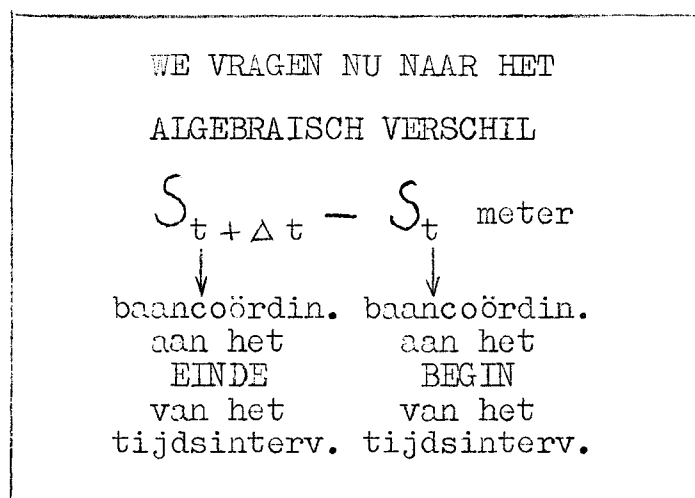 WE VRAGEN NU NAAR HET
ALGEBRAISCH VERSCHIL
S_{t+Δt} — S_t meter
baancoördin. baancoördin.
aan het aan het
EINDE BEGIN
van het van het
tijdsinterv. tijdsinterv.